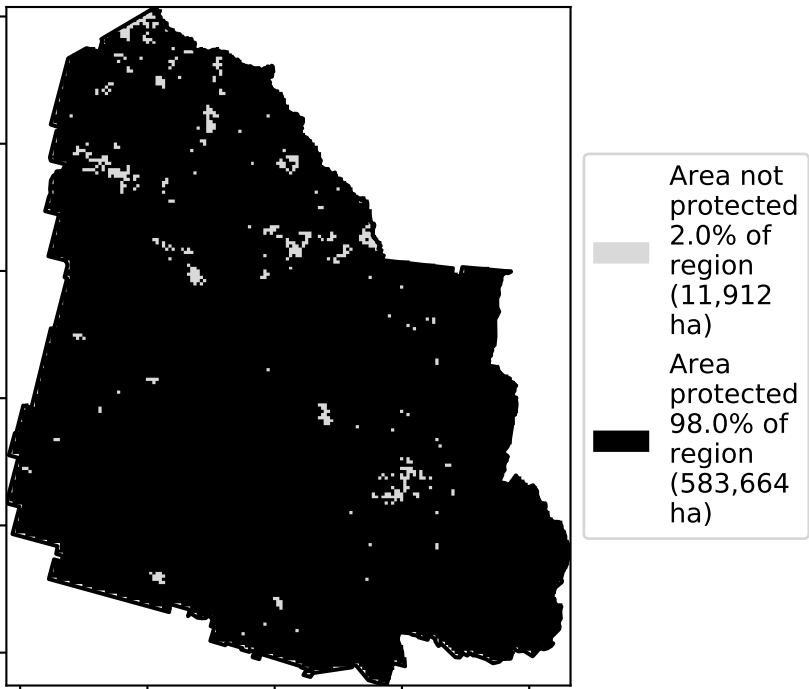 Area not
protected
2.0% of
region
(11,912
ha)
Area
protected
98.0% of
region
(583,664
ha)